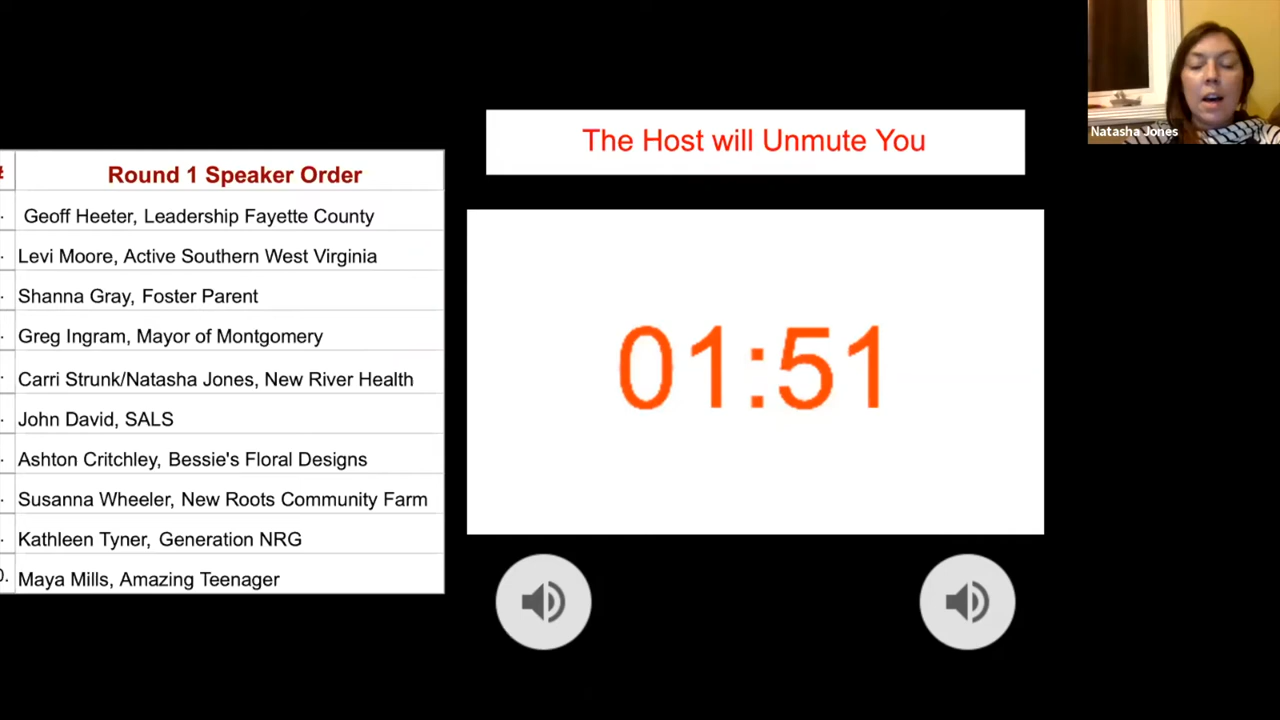 The Host will Unmute You
Natasha Jones
Round 1 Speaker Order
Geoff Heeter, Leadership Fayette County
Levi Moore, Active Southern West Virginia
Shanna Gray, Foster Parent
Greg Ingram, Mayor of Montgomery
Carri Strunk/Natasha Jones, New River Health
John David, SALS
Ashton Critchley, Bessie's Floral Designs
Susanna Wheeler, New Roots Community Farm
Kathleen Tyner, Generation NRG
Maya Mills, Amazing Teenager
01:51